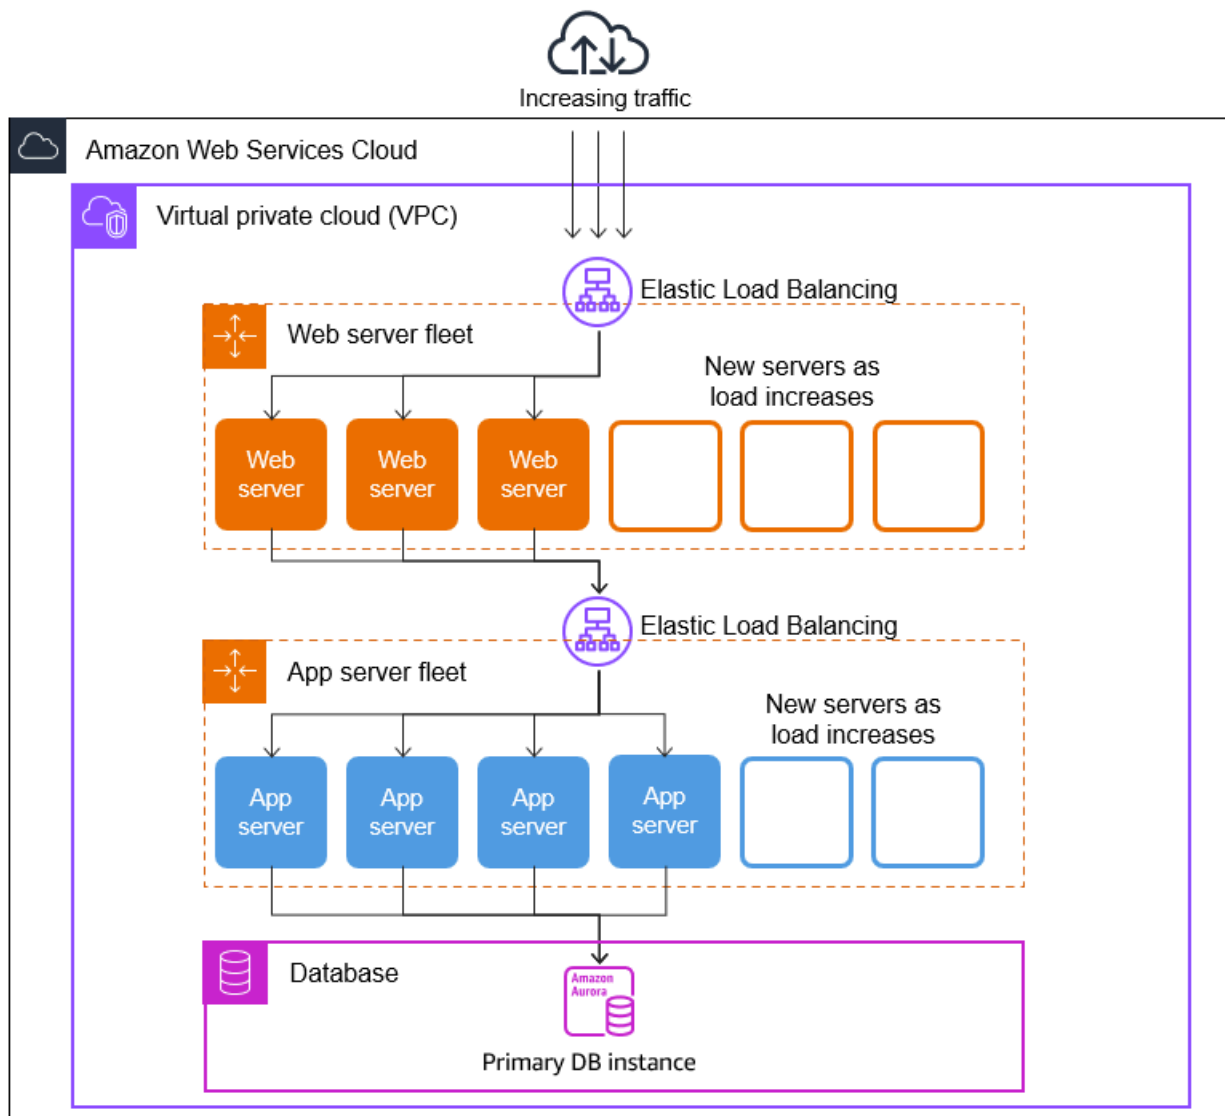 Increasing traffic
Amazon Web Services Cloud
Virtual private cloud (VPC)
Elastic Load Balancing
Web server fleet
New servers as
load increases
Web
server
Web
server
Web
server
Elastic Load Balancing
App server fleet
New servers as
load increases
App
server
App
server
App
server
App
server
Database
Amazon
Aurora
Primary DB instance